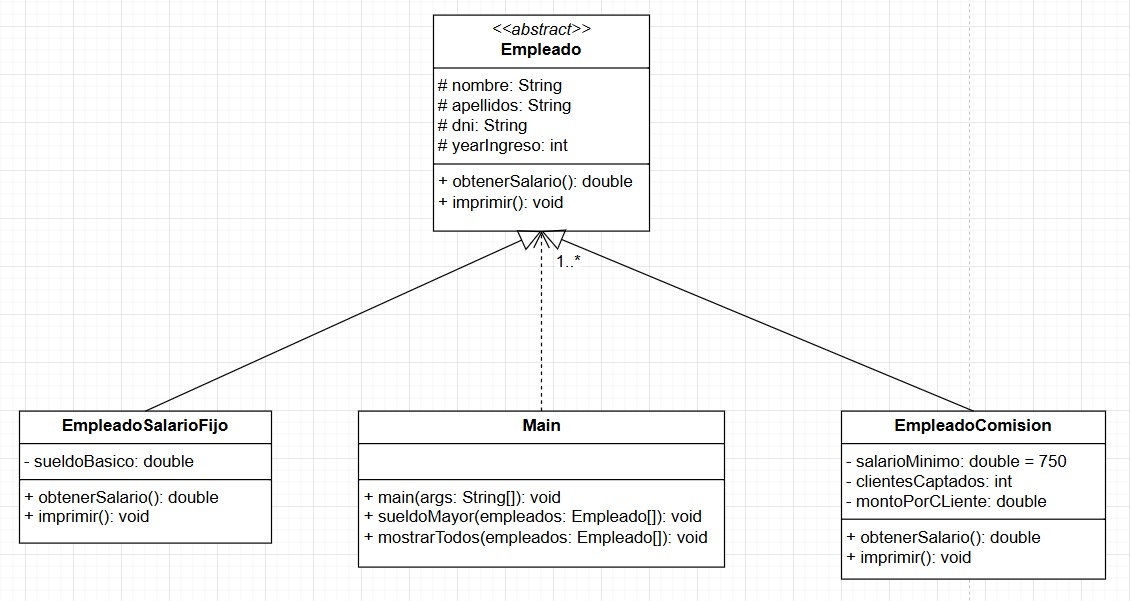 <<abstract>>
Empleado
# nombre: String
# apellidos: String
# dni: String
# yearIngreso: int
+ obtenerSalario(): double
+ imprimir(): void
1..*
EmpleadoSalarioFijo
- sueldoBasico: double
+ obtenerSalario(): double
+ imprimir(): void
Main
+ main(args: String[]): void
+ sueldoMayor(empleados: Empleado[]): void
+ mostrarTodos(empleados: Empleado[]): void
EmpleadoComision
- salarioMinimo: double = 750
- clientesCaptados: int
- montoPorCLiente: double
+ obtenerSalario(): double
+ imprimir(): void